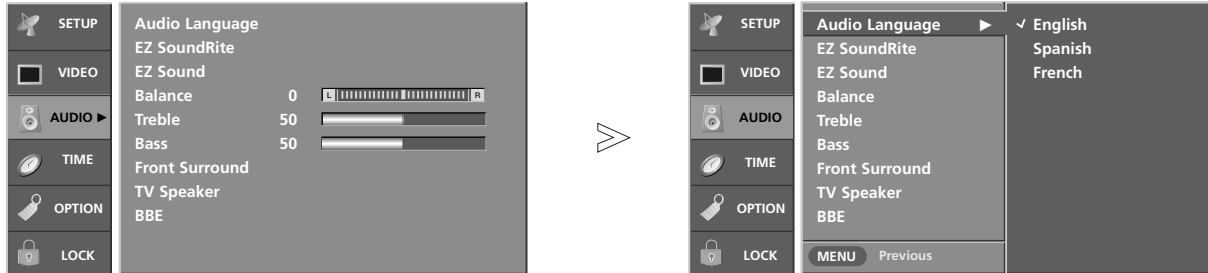 SETUP
VIDEO
AUDIO ▶
TIME
OPTION
LOCK
Audio Language
EZ SoundRite
EZ Sound
Balance 0 L R
Treble 50
Bass 50
Front Surround
TV Speaker
BBE
SETUP
VIDEO
AUDIO
TIME
OPTION
LOCK
Audio Language ▶
EZ SoundRite
EZ Sound
Balance
Treble
Bass
Front Surround
TV Speaker
BBE
MENU Previous
✓ English
Spanish
French